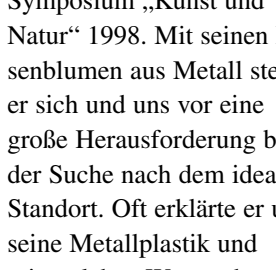 Symposium „Kunst und
Natur“ 1998. Mit seinen
senblumen aus Metall ste
er sich und uns vor eine
große Herausforderung b
der Suche nach dem idea
Standort. Oft erklärte er u
seine Metallplastik und